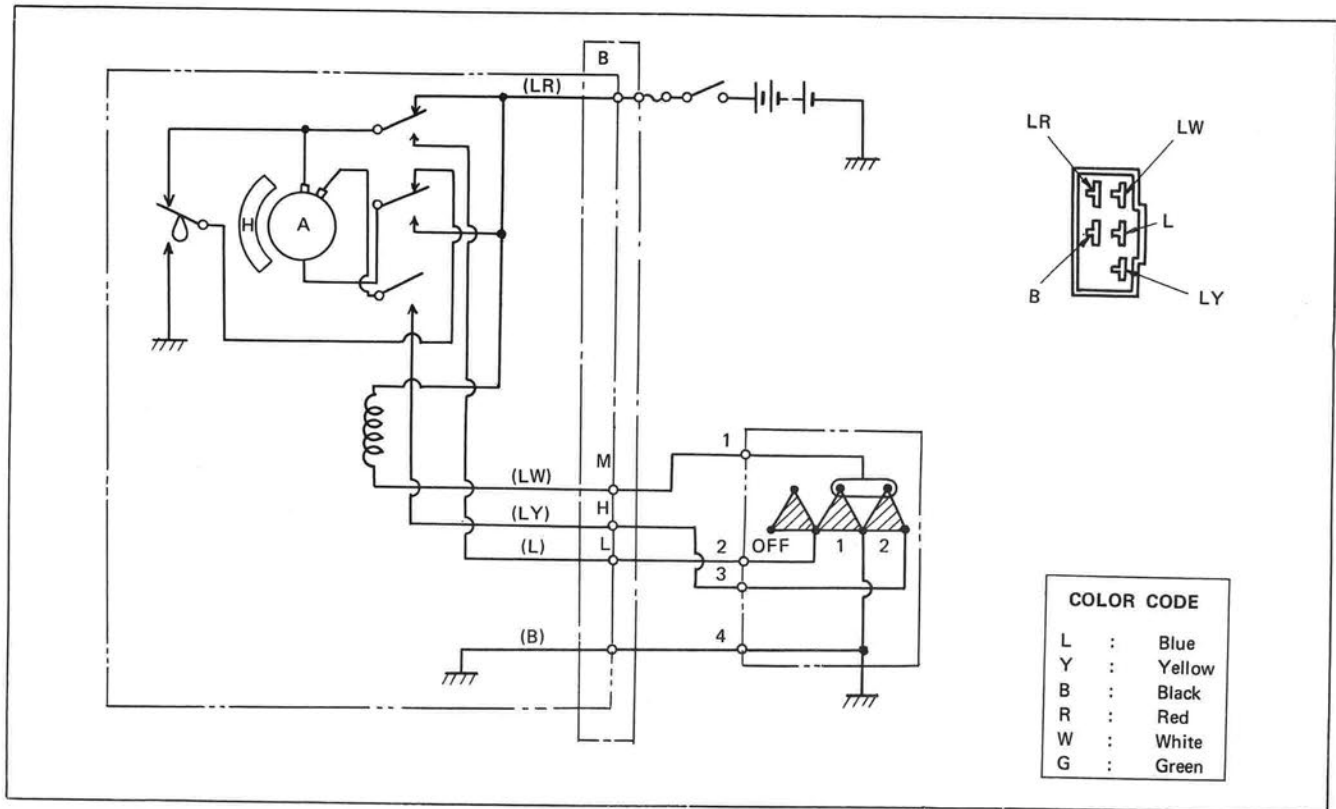 B
(LR)
LR
LW
H
A
L
B
LY
M
1
(LW)
(LY)
H
(L)
L
2
OFF
1
2
3
(B)
4
COLOR CODE
L : Blue
Y : Yellow
B : Black
R : Red
W : White
G : Green